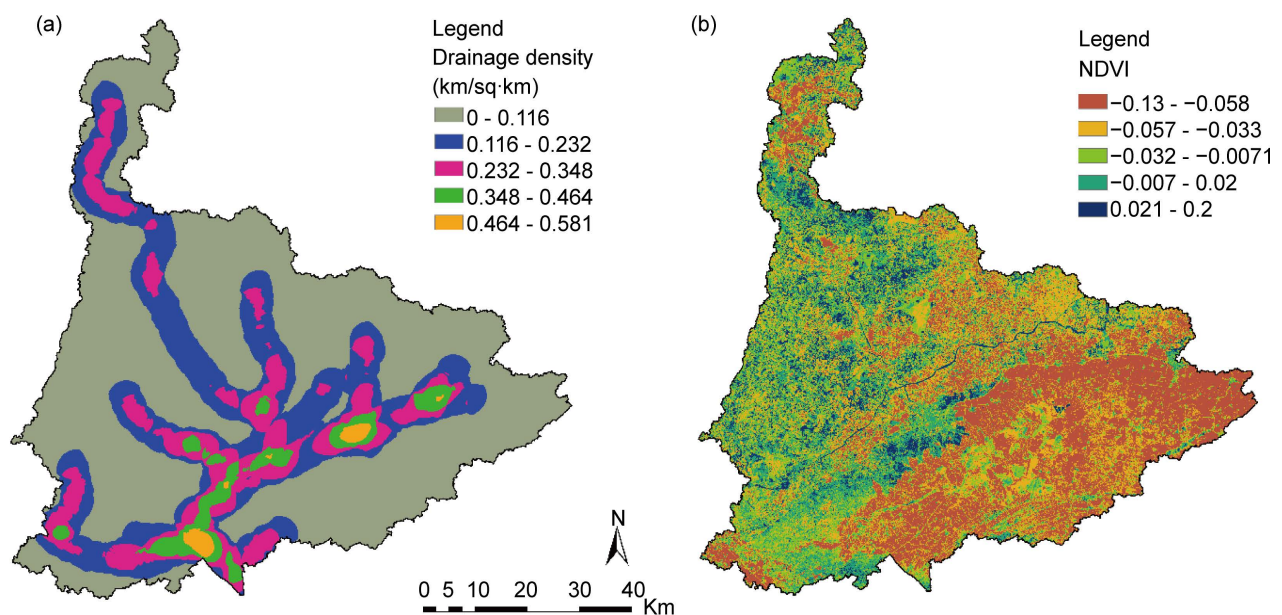 (a)
Legend
Drainage density
(km/sq·km)
0 - 0.116
0.116 - 0.232
0.232 - 0.348
0.348 - 0.464
0.464 - 0.581
(b)
Legend
NDVI
−0.13 - −0.058
−0.057 - −0.033
−0.032 - −0.0071
−0.007 - 0.02
0.021 - 0.2
N
0 5 10 20 30 40
Km